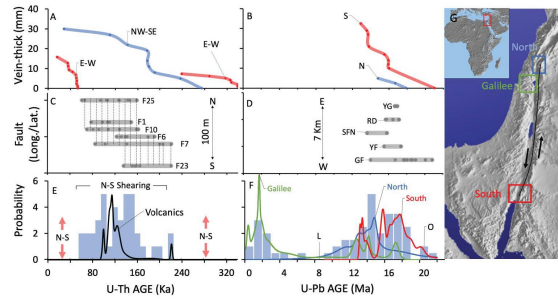 A
B
G
Vein-thick (mm)
30
20
10
0
NW-SE
E-W
E-W
S
N
North
Galilee
South
C
D
Fault
(Long./Lat.)
F25
F1
F10
F6
F7
F23
N
100 m
S
E
7 Km
W
YG
RD
SFN
YF
GF
E
F
Probability
6
4
2
0
N-S Shearing
N-S
Volcanics
N-S
Galilee
North
South
L
O
0 80 160 240 320
0 4 8 12 16 20
U-Th AGE (Ka)
U-Pb AGE (Ma)